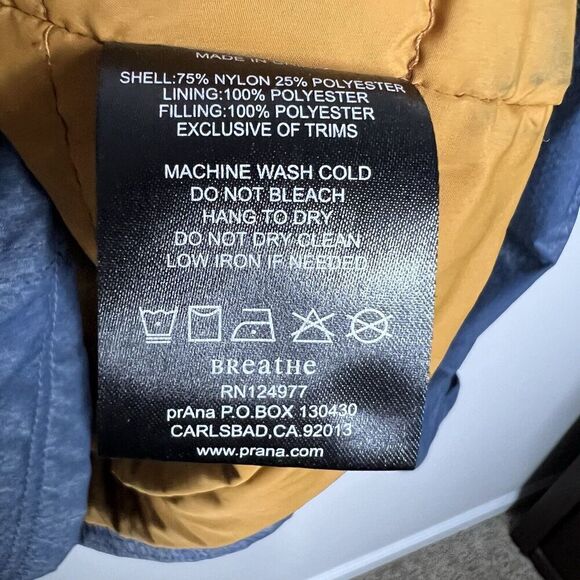 MADE IN
SHELL:75% NYLON 25% POLYESTER
LINING:100% POLYESTER
FILLING:100% POLYESTER
EXCLUSIVE OF TRIMS
MACHINE WASH COLD
DO NOT BLEACH
HANG TO DRY
DO NOT DRY CLEAN
LOW IRON IF NEEDED
BReatHe
RN124977
prAna P.O.BOX 130430
CARLSBAD,CA.92013
www.prana.com